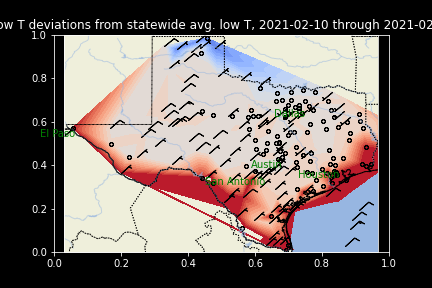 ow T deviations from statewide avg. low T, 2021-02-10 through 2021-02
1.0
0.8
0.6
0.4
0.2
0.0
0.0 0.2 0.4 0.6 0.8 1.0
El Paso
Austin
San Antonio